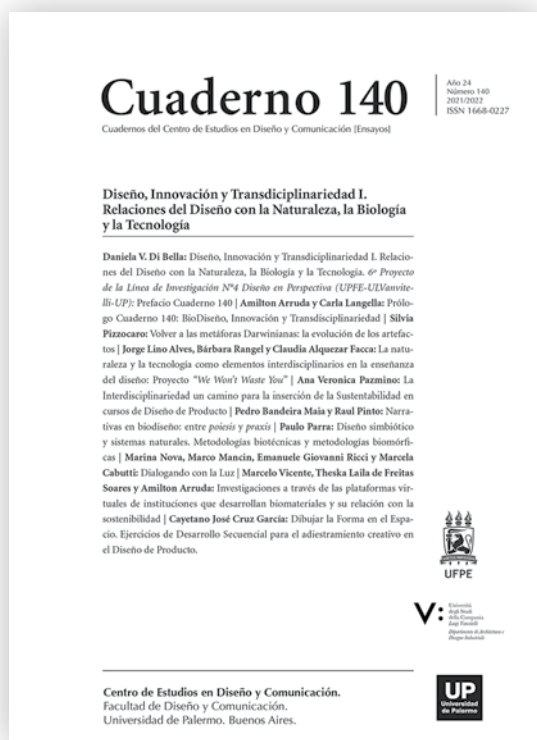 Cuaderno 140
Cuadernos del Centro de Estudios en Diseño y Comunicación [Ensayos]
Año 24
Número 140
2021/2022
ISSN 1668-0227
Diseño, Innovación y Transdiciplinariedad I.
Relaciones del Diseño con la Naturaleza, la Biología
y la Tecnología
Daniela V. Di Bella: Diseño, Innovación y Transdiciplinariedad I. Relacio-
nes del Diseño con la Naturaleza, la Biología y la Tecnología. 6º Proyecto
de la Línea de Investigación Nº4 Diseño en Perspectiva (UPFE-ULVanvite-
lli-UP): Prefacio Cuaderno 140 | Amilton Arruda y Carla Langella: Prólo-
go Cuaderno 140: BioDiseño, Innovación y Transdisciplinariedad | Silvia
Pizzocaro: Volver a las metáforas Darwinianas: la evolución de los artefac-
tos | Jorge Lino Alves, Bárbara Rangel y Claudia Alquezar Facca: La natu-
raleza y la tecnología como elementos interdisciplinarios en la enseñanza
del diseño: Proyecto "We Won't Waste You" | Ana Veronica Pazmino: La
Interdisciplinariedad un camino para la inserción de la Sustentabilidad en
cursos de Diseño de Producto | Pedro Bandeira Maia y Raul Pinto: Narra-
tivas en biodiseño: entre poiesis y praxis | Paulo Parra: Diseño simbiótico
y sistemas naturales. Metodologías biotécnicas y metodologías biomórfi-
cas | Marina Nova, Marco Mancin, Emanuele Giovanni Ricci y Marcela
Cabutti: Dialogando con la Luz | Marcelo Vicente, Theska Laila de Freitas
Soares y Amilton Arruda: Investigaciones a través de las plataformas vir-
tuales de instituciones que desarrollan biomateriales y su relación con la
sostenibilidad | Cayetano José Cruz García: Dibujar la Forma en el Espa-
cio. Ejercicios de Desarrollo Secuencial para el adiestramiento creativo en
el Diseño de Producto.
UFPE
V:
Università
degli Studi
della Campania
Luigi Vanvitelli
Dipartimento di Architettura e
Disegno Industriale
Centro de Estudios en Diseño y Comunicación.
Facultad de Diseño y Comunicación.
Universidad de Palermo. Buenos Aires.
UP
Universidad
de Palermo